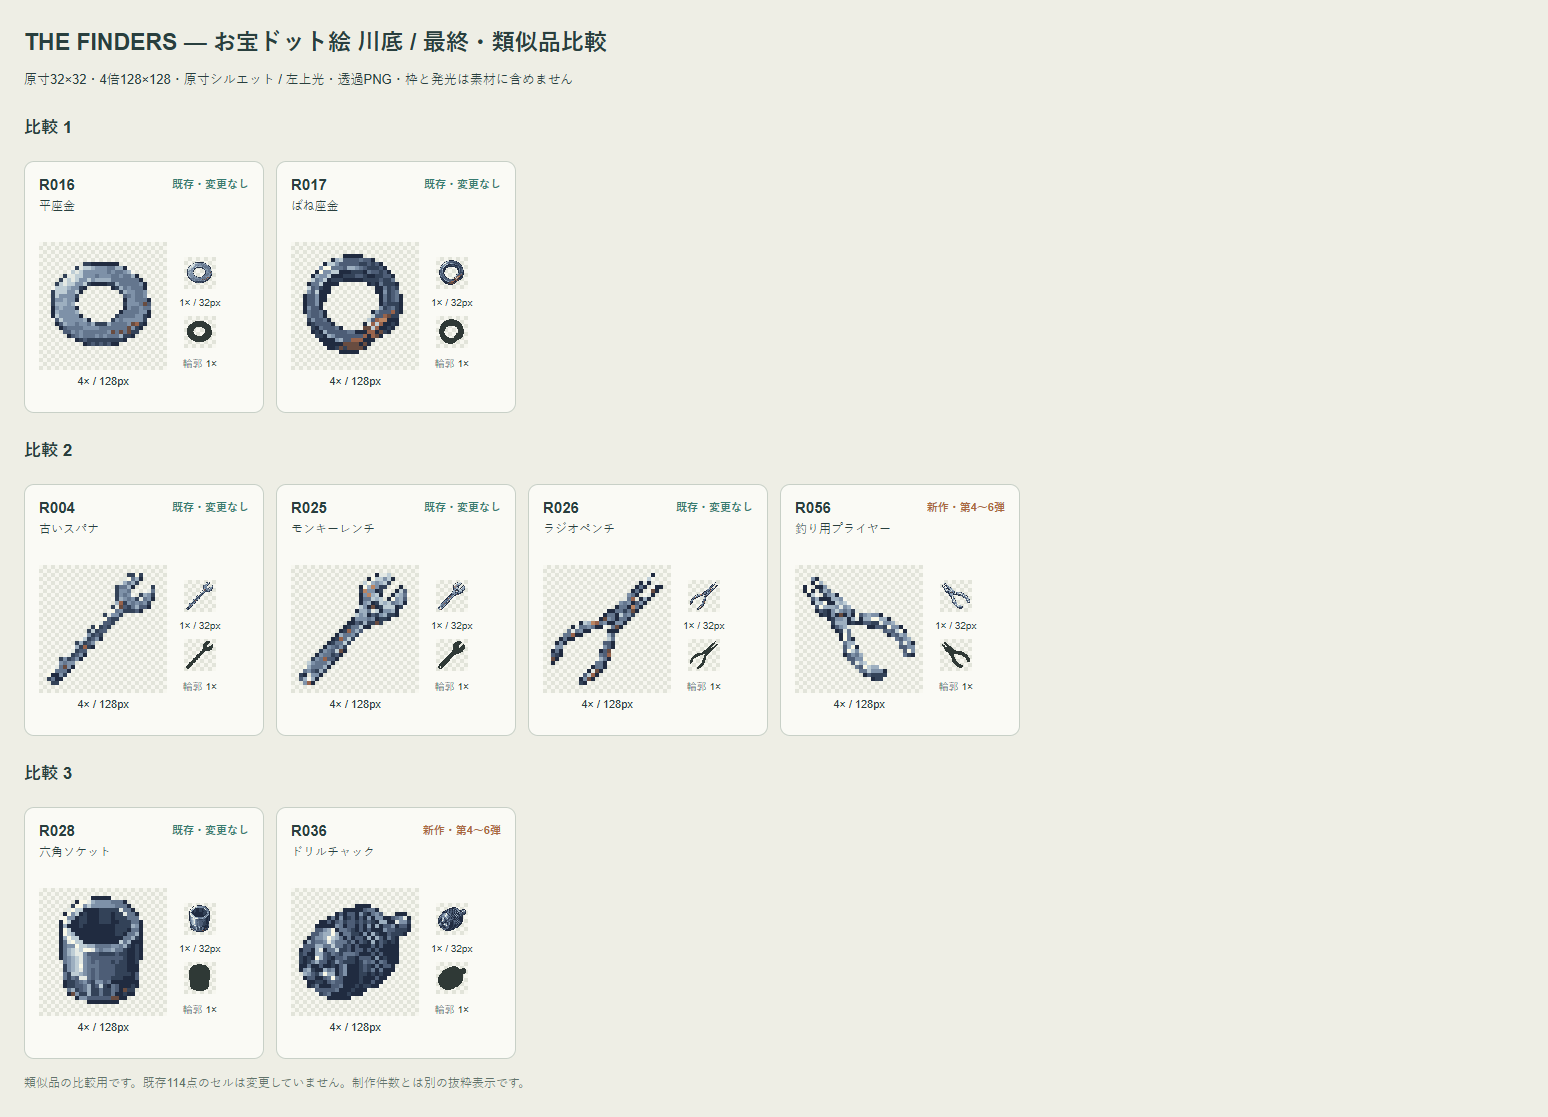 THE FINDERS — お宝ドット絵 川底 / 最終・類似品比較
原寸32×32・4倍128×128・原寸シルエット / 左上光・透過PNG・枠と発光は素材に含めません
比較 1
R016 既存・変更なし
平座金
1× / 32px
輪郭 1×
4× / 128px
R017 既存・変更なし
ばね座金
1× / 32px
輪郭 1×
4× / 128px
比較 2
R004 既存・変更なし
古いスパナ
1× / 32px
輪郭 1×
4× / 128px
R025 既存・変更なし
モンキーレンチ
1× / 32px
輪郭 1×
4× / 128px
R026 既存・変更なし
ラジオペンチ
1× / 32px
輪郭 1×
4× / 128px
R056 新作・第4〜6弾
釣り用プライヤー
1× / 32px
輪郭 1×
4× / 128px
比較 3
R028 既存・変更なし
六角ソケット
1× / 32px
輪郭 1×
4× / 128px
R036 新作・第4〜6弾
ドリルチャック
1× / 32px
輪郭 1×
4× / 128px
類似品の比較用です。既存114点のセルは変更していません。制作件数とは別の抜粋表示です。